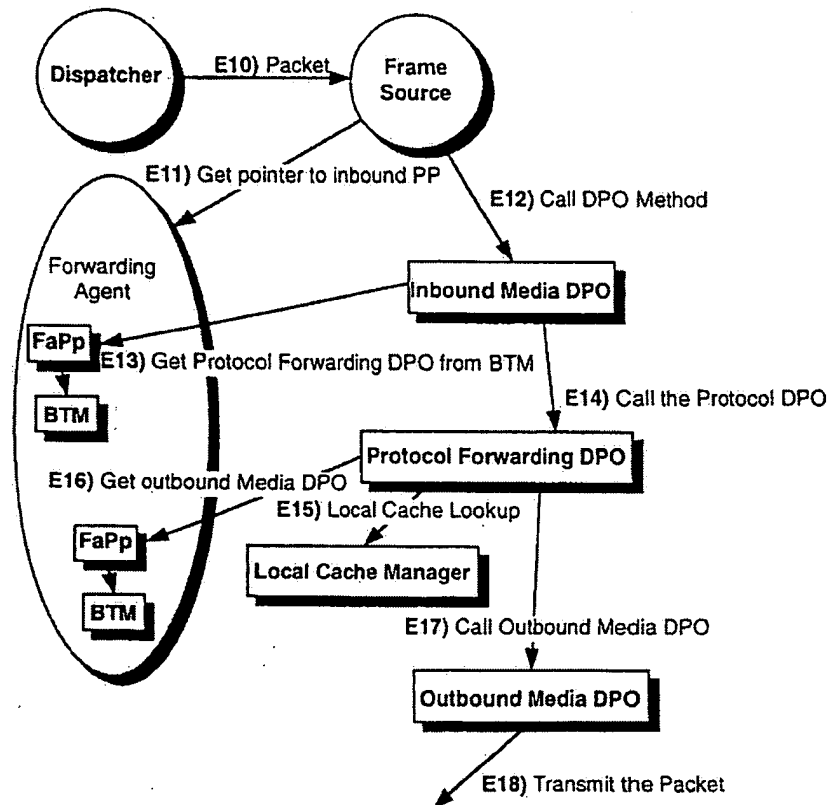 Dispatcher
E10) Packet
Frame
Source
E11) Get pointer to inbound PP
E12) Call DPO Method
Forwarding
Agent
Inbound Media DPO
FaPp
E13) Get Protocol Forwarding DPO from BTM
BTM
E14) Call the Protocol DPO
Protocol Forwarding DPO
E16) Get outbound Media DPO
E15) Local Cache Lookup
FaPp
Local Cache Manager
BTM
E17) Call Outbound Media DPO
Outbound Media DPO
E18) Transmit the Packet